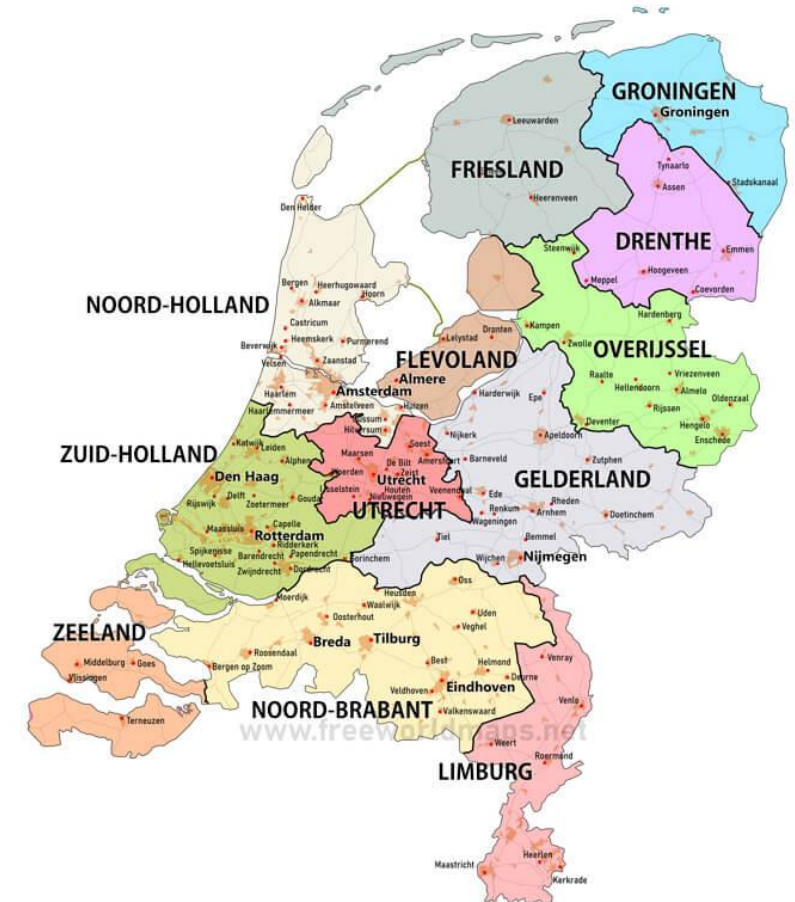 GRONINGEN
Groningen
Leeuwarden
Tynaarlo
FRIESLAND
Stadskanaal
Assen
Heerenveen
Den Helder
DRENTHE
Steenwijk
Emmen
Hoogeveen
Meppel
Coevorden
Bergen
Heerhugowaard
Hoorn
NOORD-HOLLAND
Alkmaar
Hardenberg
Castricum
Kampen
Dronten
Heemskerk
Purmerend
Lelystad
Beverwijk
Zwolle
OVERIJSSEL
Velsen
Zaanstad
FLEVOLAND
Raalte
Vriezenveen
Almere
Hellendoorn
Almelo
Haarlem
Amsterdam
Harderwijk
Epe
Oldenzaal
Haarlemmermeer
Amstelveen
Huizen
Rijssen
Bussum
Deventer
Hengelo
Hilversum
Nijkerk
Apeldoorn
Enschede
Katwijk
Leiden
Soest
ZUID-HOLLAND
Maarsen
Alphen
De Bilt
Amersfoort
Barneveld
Zutphen
Woerden
Zeist
Den Haag
Utrecht
GELDERLAND
IJsselstein
Houten
Veenendaal
Ede
Delft
Gouda
Nieuwegein
Rheden
Rijswijk
Zoetermeer
UTRECHT
Renkum
Arnhem
Doetinchem
Wageningen
Maassluis
Capelle
Rotterdam
Tiel
Bemmel
Ridderkerk
Spijkenisse
Barendrecht
Papendrecht
Gorinchem
Wijchen
Nijmegen
Hellevoetsluis
Zwijndrecht
Dordrecht
Oss
Moerdijk
Heusden
Waalwijk
Uden
Oosterhout
Veghel
ZEELAND
Breda
Tilburg
Roosendaal
Venray
Middelburg
Goes
Bergen op Zoom
Best
Helmond
Vlissingen
Deurne
Veldhoven
Eindhoven
Venlo
NOORD-BRABANT
Valkenswaard
Terneuzen
www.freeworldmaps.net
Weert
Roermond
LIMBURG
Heerlen
Maastricht
Kerkrade